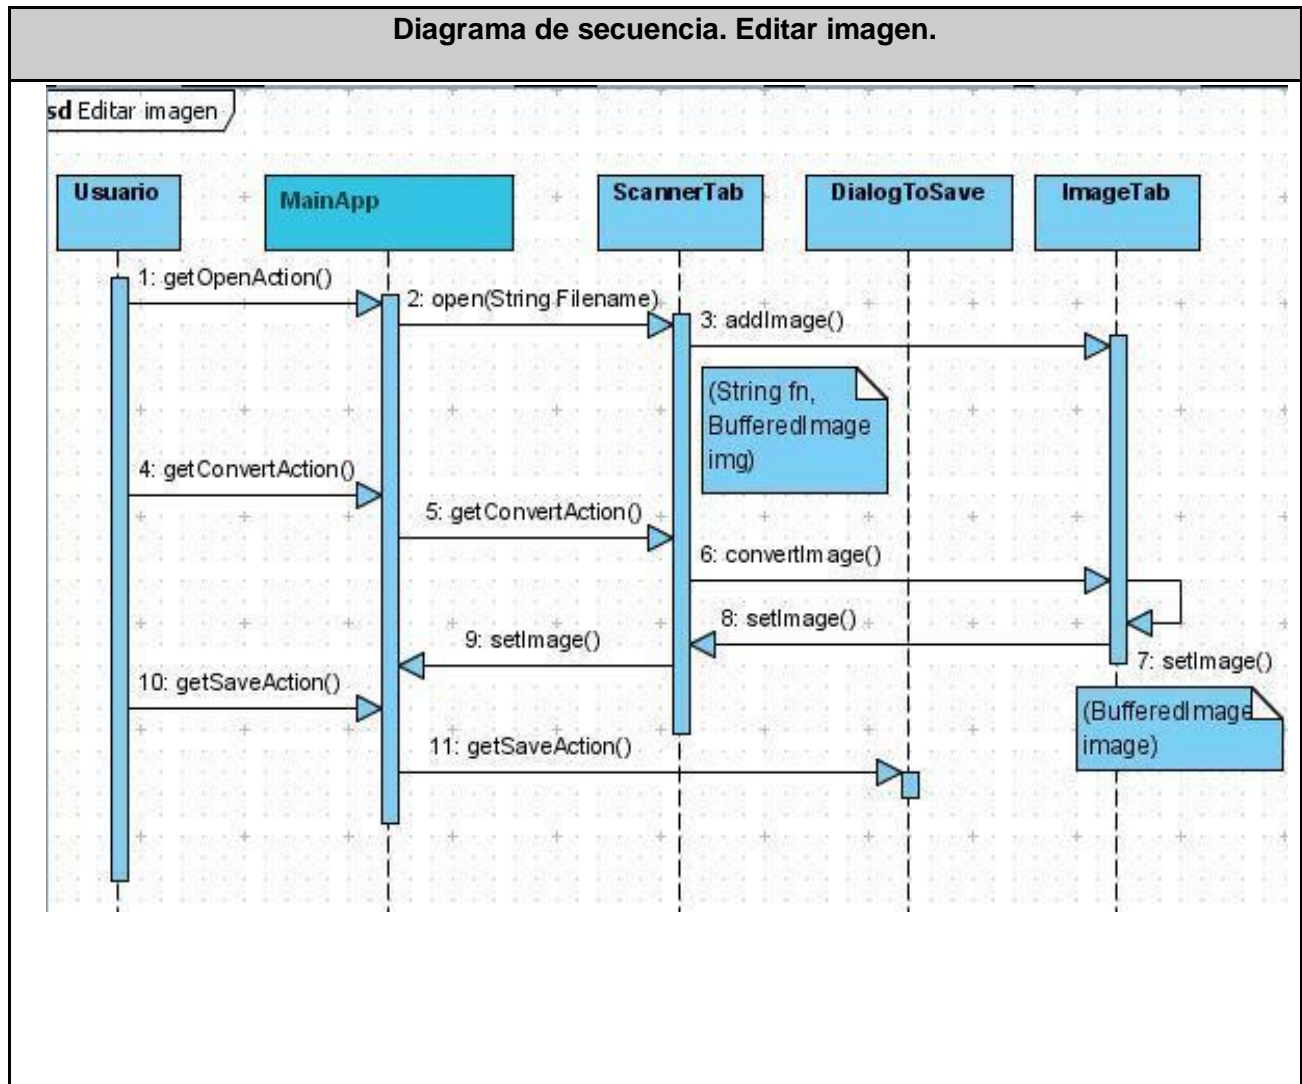 Diagrama de secuencia. Editar imagen.
sd Editar imagen
Usuario
MainApp
ScannerTab
DialogToSave
ImageTab
1: getOpenAction()
2: open(String Filename)
3: addImage()
(String fn,
BufferedImage
img)
4: getConvertAction()
5: getConvertAction()
6: convertImage()
8: setImage()
9: setImage()
7: setImage()
10: getSaveAction()
(BufferedImage
image)
11: getSaveAction()